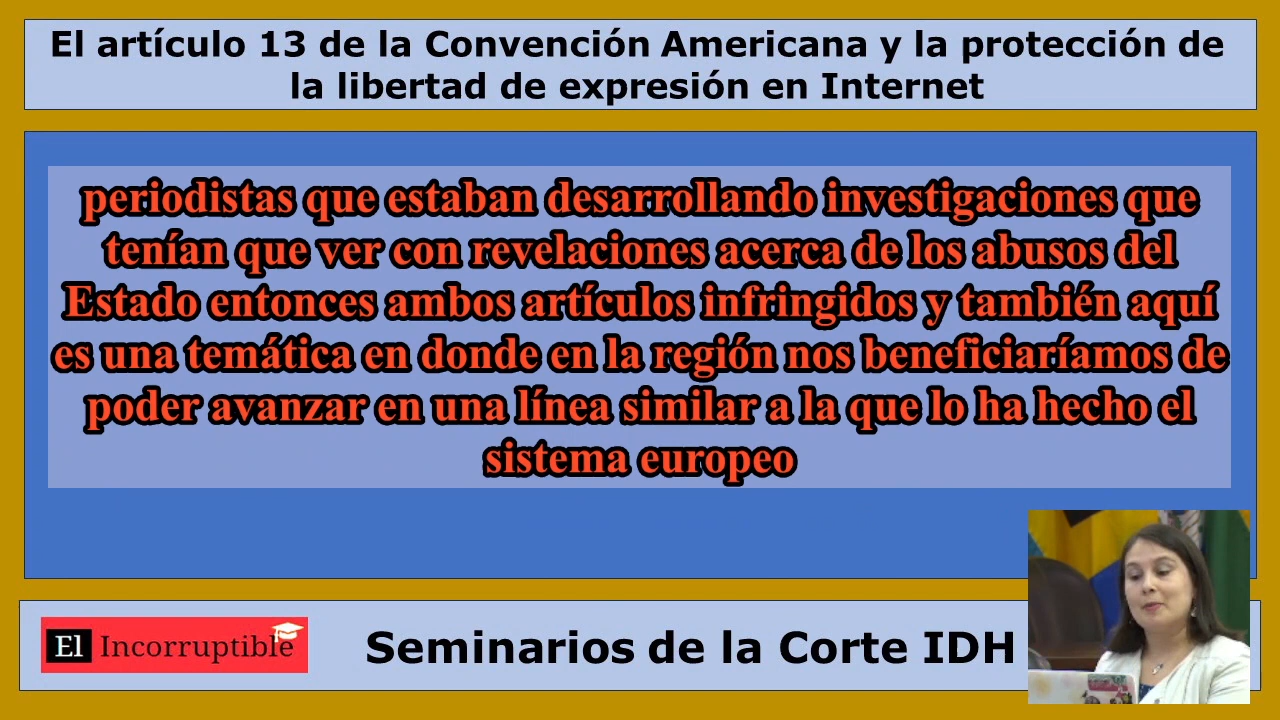 El artículo 13 de la Convención Americana y la protección de
la libertad de expresión en Internet
periodistas que estaban desarrollando investigaciones que
tenían que ver con revelaciones acerca de los abusos del
Estado entonces ambos artículos infringidos y también aquí
es una temática en donde en la región nos beneficiaríamos de
poder avanzar en una línea similar a la que lo ha hecho el
sistema europeo
El Incorruptible
Seminarios de la Corte IDH